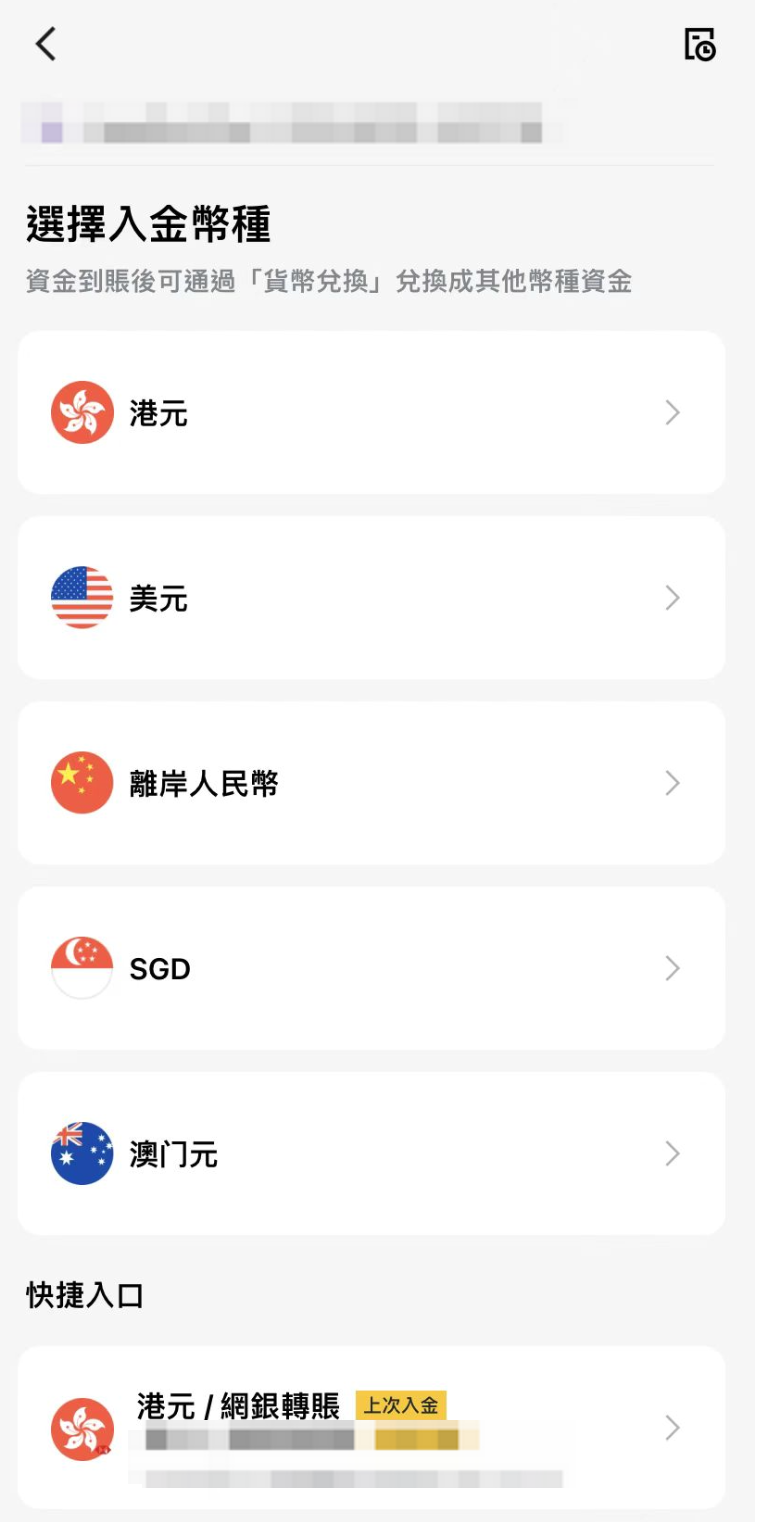 選擇入金幣種
資金到賬後可通過「貨幣兌換」兌換成其他幣種資金
港元
美元
離岸人民幣
SGD
澳门元
快捷入口
港元 / 網銀轉賬 上次入金